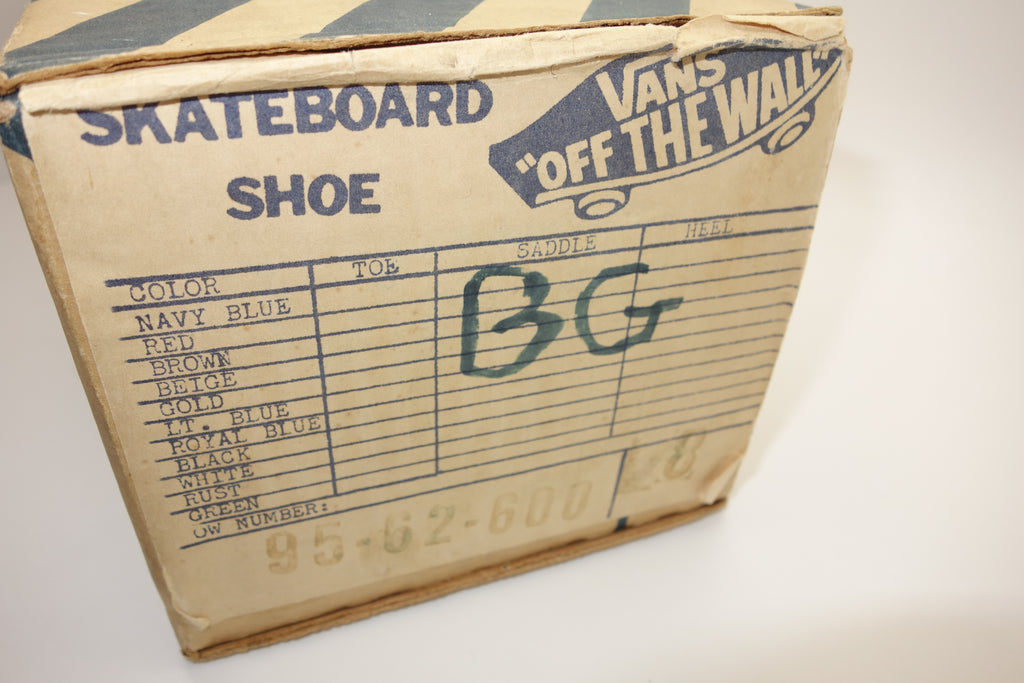 SKATEBOARD
SHOE
VANS
"OFF THE WALL"
COLOR TOE SADDLE HEEL
NAVY BLUE
RED
BROWN
BEIGE
GOLD
LT. BLUE
ROYAL BLUE
BLACK
WHITE
RUST
GREEN
OW NUMBER:
BG
95-62-600
8